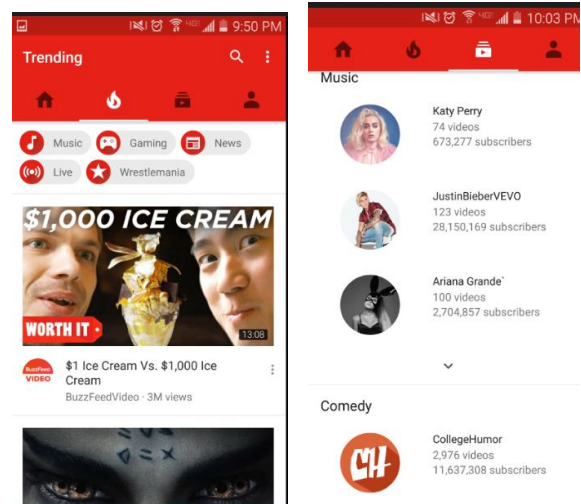 9:50 PM
Trending
Music
Gaming
News
Live
Wrestlemania
$1,000 ICE CREAM
WORTH IT
13:08
BuzzFeed
VIDEO
$1 Ice Cream Vs. $1,000 Ice
Cream
BuzzFeedVideo · 3M views
10:03 PM
Music
Katy Perry
74 videos
673,277 subscribers
JustinBieberVEVO
123 videos
28,150,169 subscribers
Ariana Grande`
100 videos
2,704,857 subscribers
Comedy
CH
CollegeHumor
2,976 videos
11,637,308 subscribers